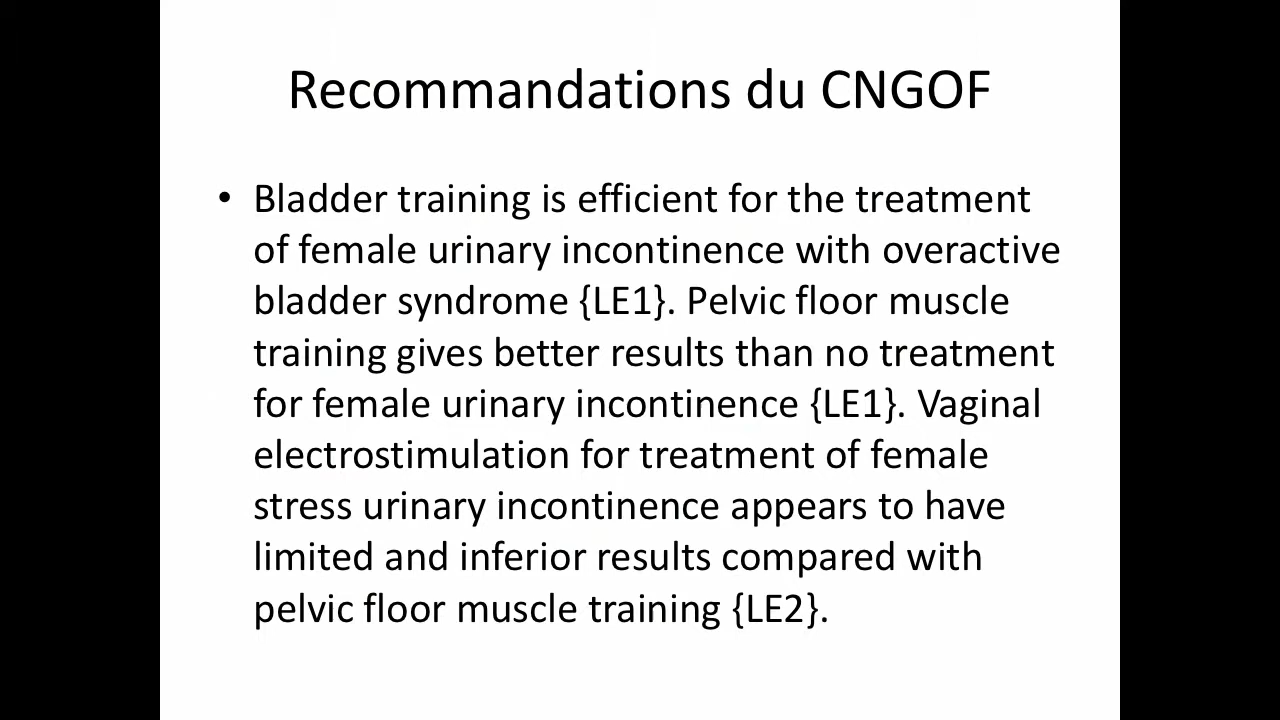 Recommandations du CNGOF
• Bladder training is efficient for the treatment
of female urinary incontinence with overactive
bladder syndrome {LE1}. Pelvic floor muscle
training gives better results than no treatment
for female urinary incontinence {LE1}. Vaginal
electrostimulation for treatment of female
stress urinary incontinence appears to have
limited and inferior results compared with
pelvic floor muscle training {LE2}.